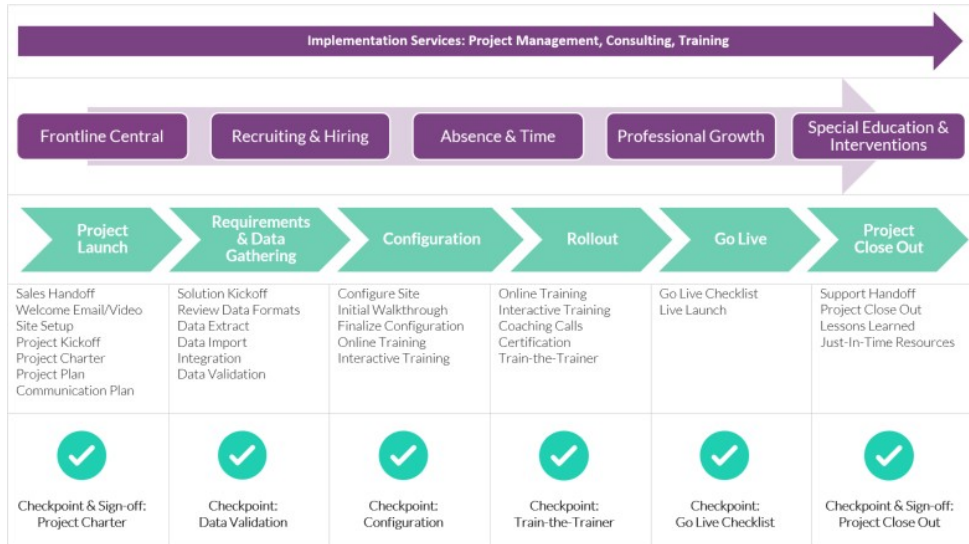 Implementation Services: Project Management, Consulting, Training
Frontline Central
Recruiting & Hiring
Absence & Time
Professional Growth
Special Education &
Interventions
Project
Launch
Requirements
& Data
Gathering
Configuration
Rollout
Go Live
Project
Close Out
Sales Handoff
Welcome Email/Video
Site Setup
Project Kickoff
Project Charter
Project Plan
Communication Plan
Solution Kickoff
Review Data Formats
Data Extract
Data Import
Integration
Data Validation
Configure Site
Initial Walkthrough
Finalize Configuration
Online Training
Interactive Training
Online Training
Interactive Training
Coaching Calls
Certification
Train-the-Trainer
Go Live Checklist
Live Launch
Support Handoff
Project Close Out
Lessons Learned
Just-In-Time Resources
Checkpoint & Sign-off:
Project Charter
Checkpoint:
Data Validation
Checkpoint:
Configuration
Checkpoint:
Train-the-Trainer
Checkpoint:
Go Live Checklist
Checkpoint & Sign-off:
Project Close Out